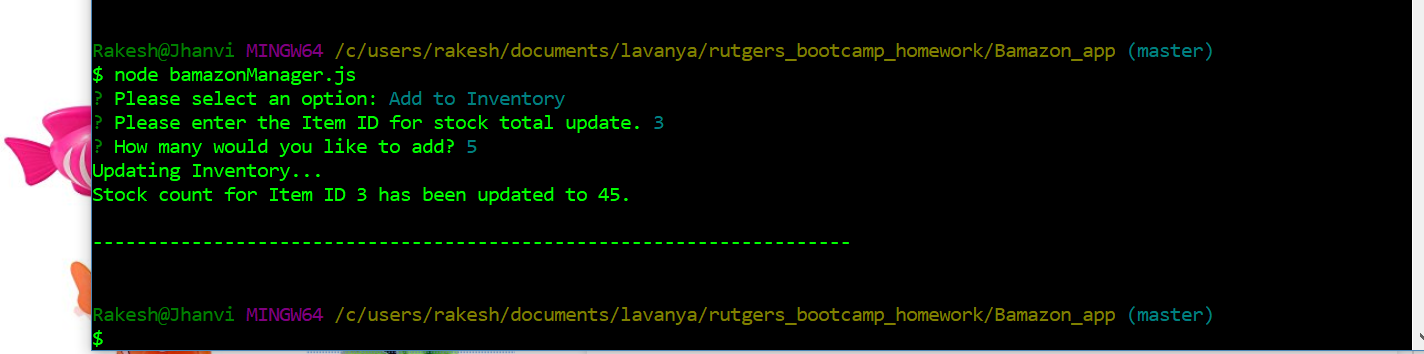 Rakesh@Jhanvi MINGW64 /c/users/rakesh/documents/lavanya/rutgers_bootcamp_homework/Bamazon_app (master)
$ node bamazonManager.js
? Please select an option: Add to Inventory
? Please enter the Item ID for stock total update. 3
? How many would you like to add? 5
Updating Inventory...
Stock count for Item ID 3 has been updated to 45.
---------------------------------------------------------------------
Rakesh@Jhanvi MINGW64 /c/users/rakesh/documents/lavanya/rutgers_bootcamp_homework/Bamazon_app (master)
$